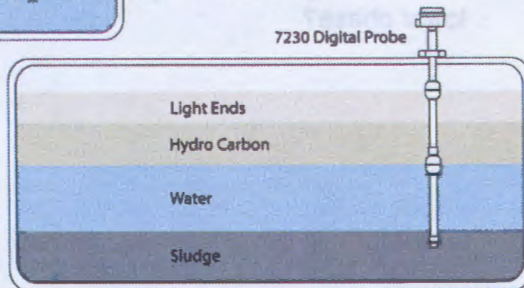 7230 Digital Probe
Light Ends
Hydro Carbon
Water
Sludge